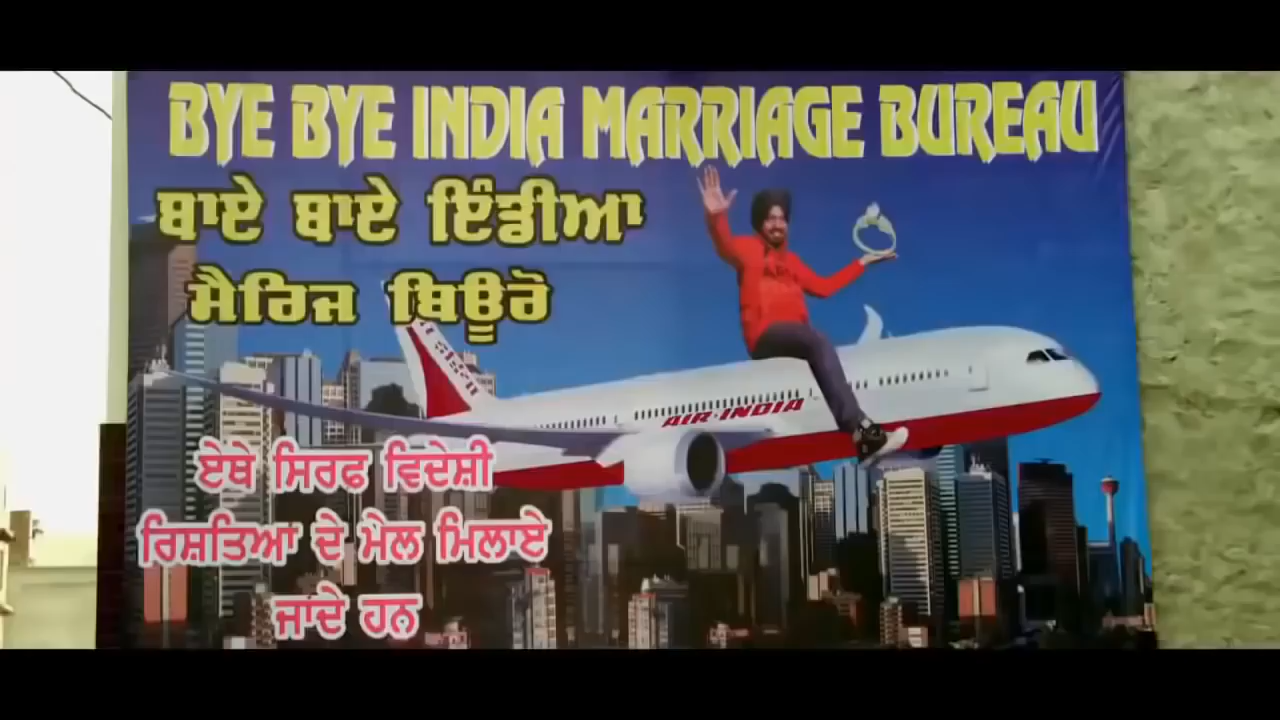 BYE BYE INDIA MARRIAGE BUREAU
ਬਾਏ ਬਾਏ ਇੰਡੀਆ
ਮੈਰਿਜ ਬਿਊਰੋ
AIR-INDIA
ਏਥੇ ਸਿਰਫ ਵਿਦੇਸ਼ੀ
ਰਿਸ਼ਤਿਆ ਦੇ ਮੇਲ ਮਿਲਾਏ
ਜਾਂਦੇ ਹਨ